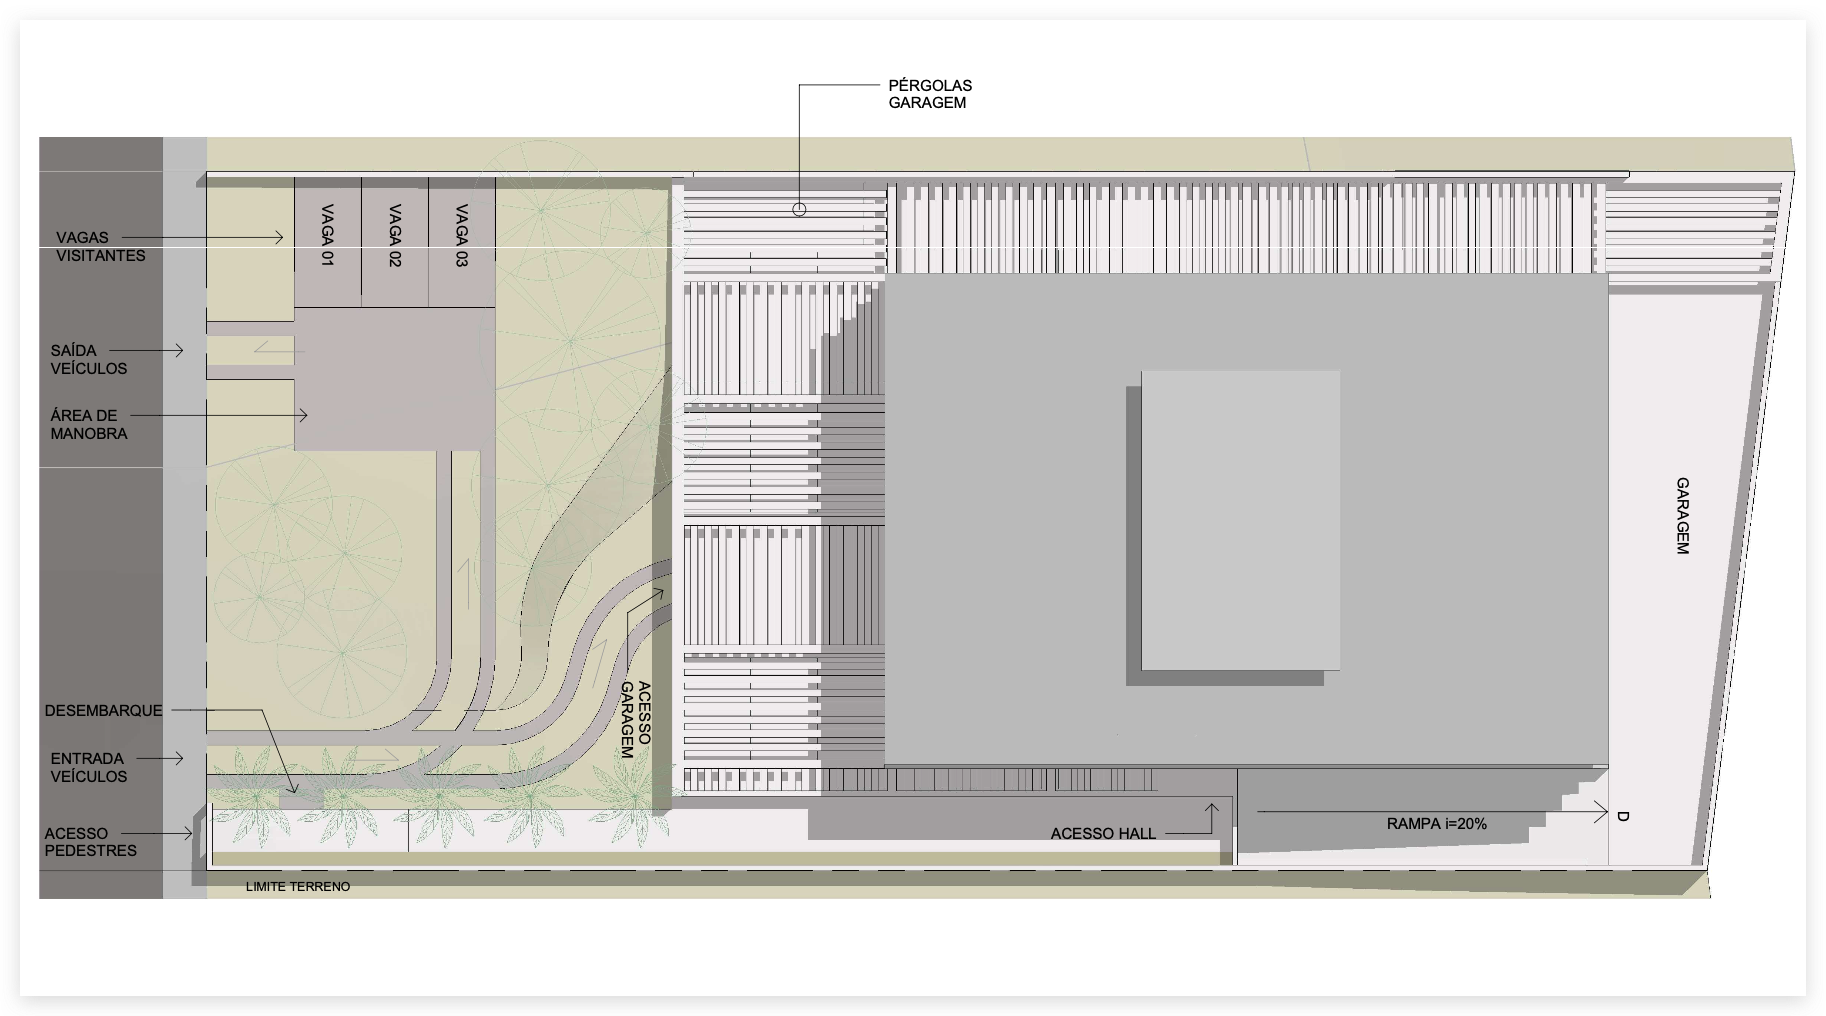 PÉRGOLAS
GARAGEM
VAGAS
VISITANTES
VAGA 01
VAGA 02
VAGA 03
SAÍDA
VEÍCULOS
ÁREA DE
MANOBRA
GARAGEM
DESEMBARQUE
ACESSO
GARAGEM
ENTRADA
VEÍCULOS
ACESSO
PEDESTRES
ACESSO HALL
RAMPA i=20%
D
LIMITE TERRENO